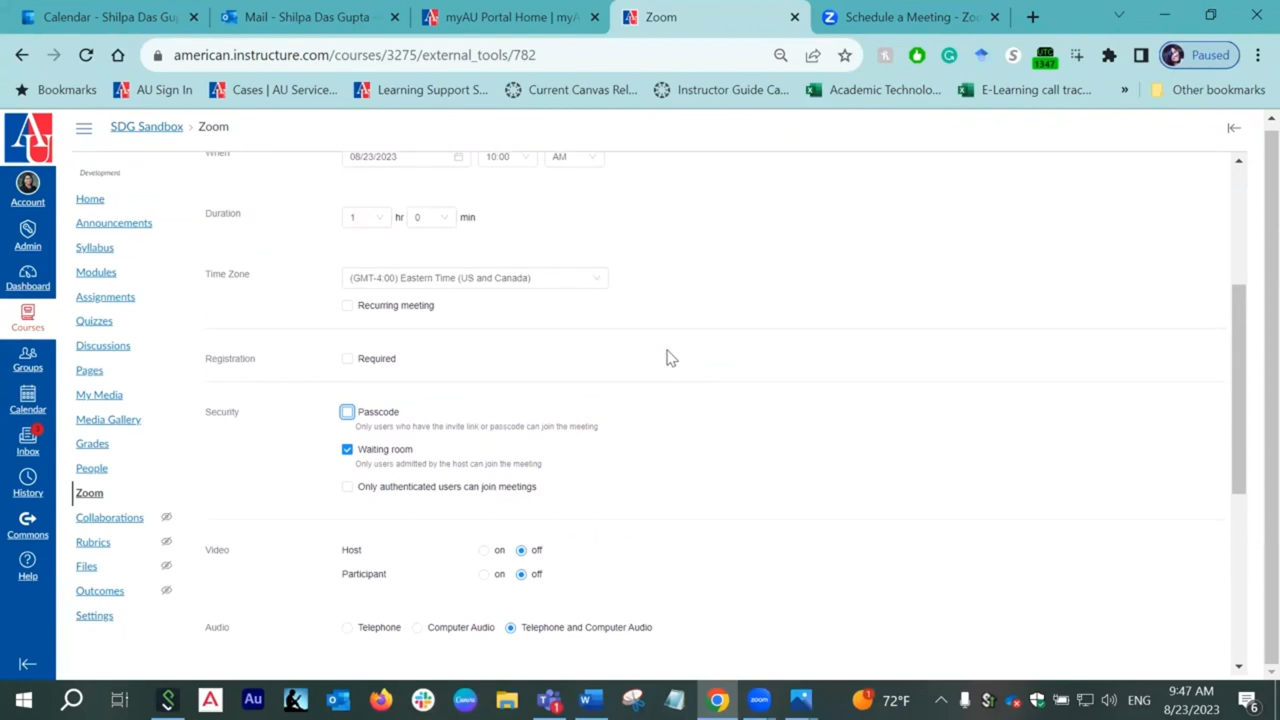 Calendar - Shilpa Das Gu
Mail - Shilpa Das Gupta -
myAU Portal Home | myA
Zoom
Schedule a Meeting - Zoo
american.instructure.com/courses/3275/external_tools/782
UTC
1347
Paused
Bookmarks
AU Sign In
Cases | AU Service...
Learning Support S...
Current Canvas Rel...
Instructor Guide Ca...
Academic Technolo...
E-Learning call trac...
»
Other bookmarks
AU
SDG Sandbox > Zoom
Account
Admin
Dashboard
Courses
Groups
Calendar
Inbox
History
Commons
Help
Development
Home
Announcements
Syllabus
Modules
Assignments
Quizzes
Discussions
Pages
My Media
Media Gallery
Grades
People
Zoom
Collaborations
Rubrics
Files
Outcomes
Settings
When 08/23/2023 10:00 AM
Duration 1 hr 0 min
Time Zone (GMT-4:00) Eastern Time (US and Canada)
Recurring meeting
Registration Required
Security Passcode
Only users who have the invite link or passcode can join the meeting
Waiting room
Only users admitted by the host can join the meeting
Only authenticated users can join meetings
Video Host on off
Participant on off
Audio Telephone Computer Audio Telephone and Computer Audio
72°F
ENG
9:47 AM
8/23/2023
6